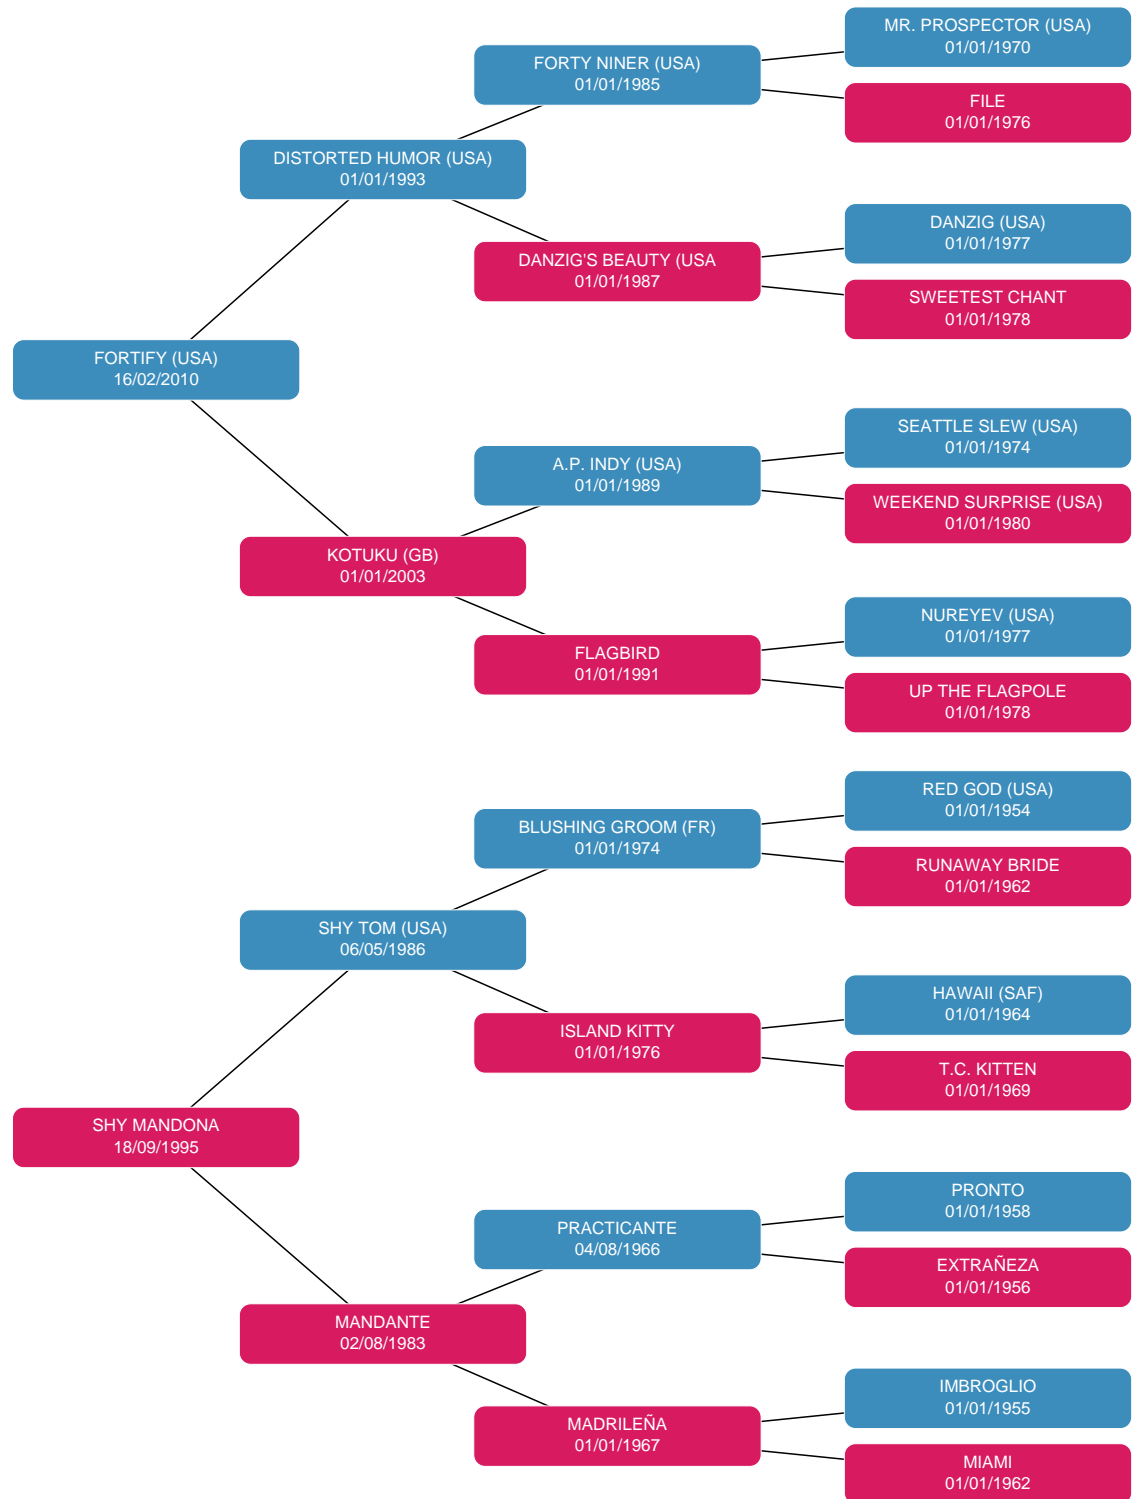 MR. PROSPECTOR (USA)
01/01/1970
FORTY NINER (USA)
01/01/1985
FILE
01/01/1976
DISTORTED HUMOR (USA)
01/01/1993
DANZIG (USA)
01/01/1977
DANZIG'S BEAUTY (USA
01/01/1987
SWEETEST CHANT
01/01/1978
FORTIFY (USA)
16/02/2010
SEATTLE SLEW (USA)
01/01/1974
A.P. INDY (USA)
01/01/1989
WEEKEND SURPRISE (USA)
01/01/1980
KOTUKU (GB)
01/01/2003
NUREYEV (USA)
01/01/1977
FLAGBIRD
01/01/1991
UP THE FLAGPOLE
01/01/1978
RED GOD (USA)
01/01/1954
BLUSHING GROOM (FR)
01/01/1974
RUNAWAY BRIDE
01/01/1962
SHY TOM (USA)
06/05/1986
HAWAII (SAF)
01/01/1964
ISLAND KITTY
01/01/1976
T.C. KITTEN
01/01/1969
SHY MANDONA
18/09/1995
PRONTO
01/01/1958
PRACTICANTE
04/08/1966
EXTRAÑEZA
01/01/1956
MANDANTE
02/08/1983
IMBROGLIO
01/01/1955
MADRILEÑA
01/01/1967
MIAMI
01/01/1962